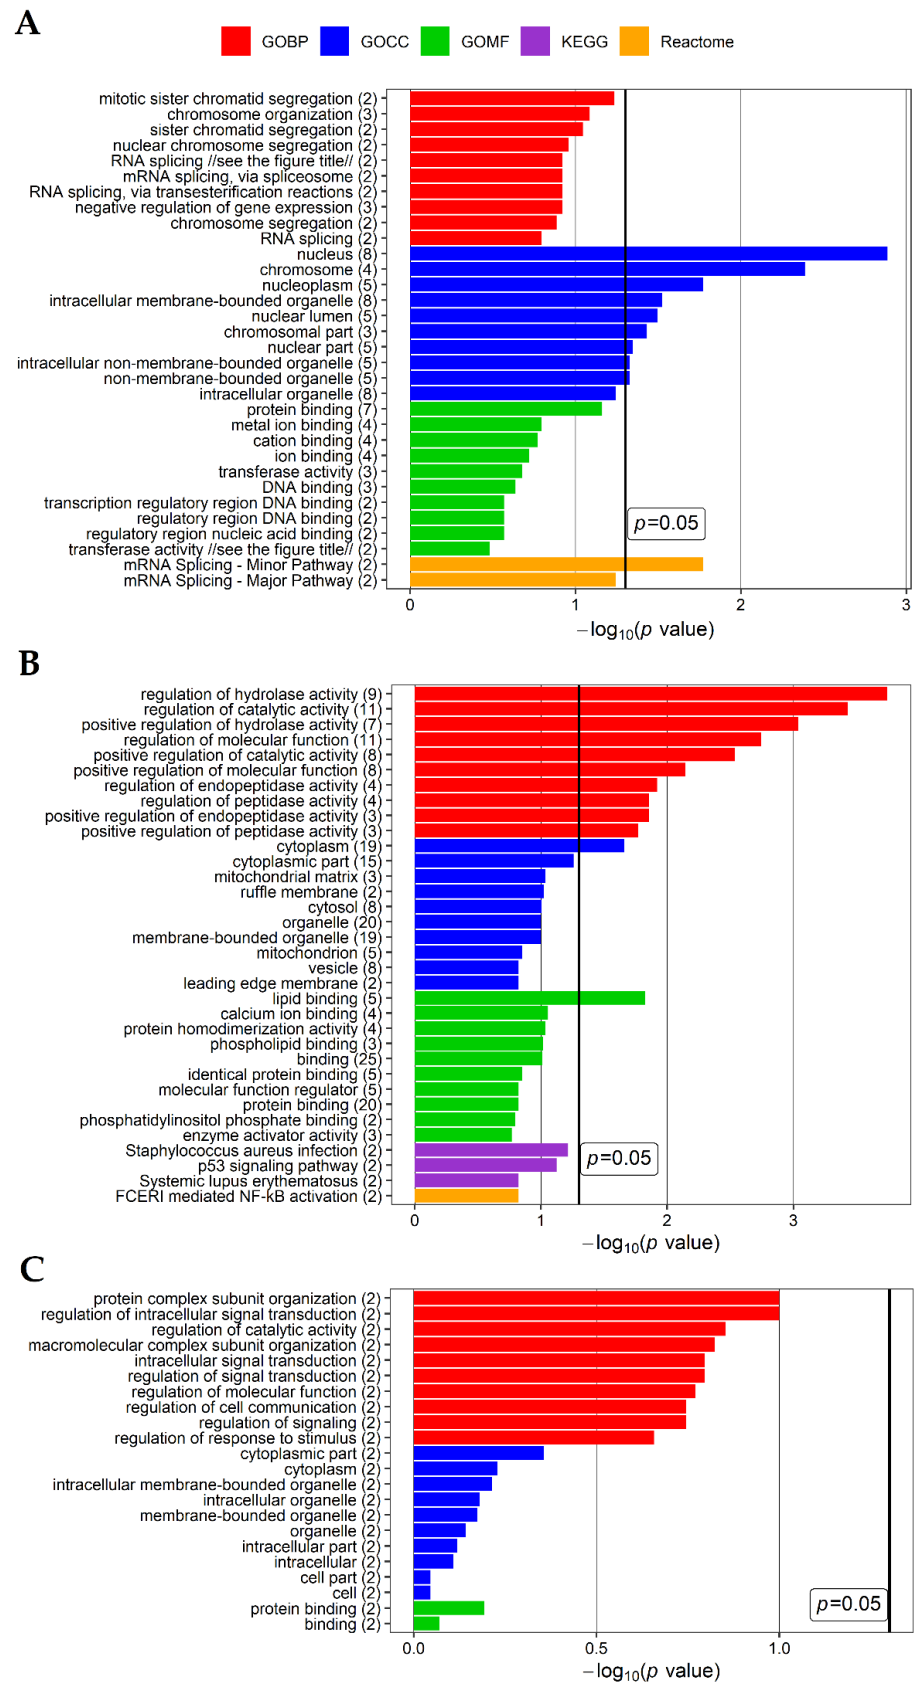 A
GOBP GOCC GOMF KEGG Reactome
mitotic sister chromatid segregation (2)
chromosome organization (3)
sister chromatid segregation (2)
nuclear chromosome segregation (2)
RNA splicing //see the figure title// (2)
mRNA splicing, via spliceosome (2)
RNA splicing, via transesterification reactions (2)
negative regulation of gene expression (3)
chromosome segregation (2)
RNA splicing (2)
nucleus (8)
chromosome (4)
nucleoplasm (5)
intracellular membrane-bounded organelle (8)
nuclear lumen (5)
chromosomal part (3)
nuclear part (5)
intracellular non-membrane-bounded organelle (5)
non-membrane-bounded organelle (5)
intracellular organelle (8)
protein binding (7)
metal ion binding (4)
cation binding (4)
ion binding (4)
transferase activity (3)
DNA binding (3)
transcription regulatory region DNA binding (2)
regulatory region DNA binding (2)
regulatory region nucleic acid binding (2)
transferase activity //see the figure title// (2)
mRNA Splicing - Minor Pathway (2)
mRNA Splicing - Major Pathway (2)
p=0.05
0 1 2 3
−log10(p value)
B
regulation of hydrolase activity (9)
regulation of catalytic activity (11)
positive regulation of hydrolase activity (7)
regulation of molecular function (11)
positive regulation of catalytic activity (8)
positive regulation of molecular function (8)
regulation of endopeptidase activity (4)
regulation of peptidase activity (4)
positive regulation of endopeptidase activity (3)
positive regulation of peptidase activity (3)
cytoplasm (19)
cytoplasmic part (15)
mitochondrial matrix (3)
ruffle membrane (2)
cytosol (8)
organelle (20)
membrane-bounded organelle (19)
mitochondrion (5)
vesicle (8)
leading edge membrane (2)
lipid binding (5)
calcium ion binding (4)
protein homodimerization activity (4)
phospholipid binding (3)
binding (25)
identical protein binding (5)
molecular function regulator (5)
protein binding (20)
phosphatidylinositol phosphate binding (2)
enzyme activator activity (3)
Staphylococcus aureus infection (2)
p53 signaling pathway (2)
Systemic lupus erythematosus (2)
FCERI mediated NF-kB activation (2)
p=0.05
0 1 2 3
−log10(p value)
C
protein complex subunit organization (2)
regulation of intracellular signal transduction (2)
regulation of catalytic activity (2)
macromolecular complex subunit organization (2)
intracellular signal transduction (2)
regulation of signal transduction (2)
regulation of molecular function (2)
regulation of cell communication (2)
regulation of signaling (2)
regulation of response to stimulus (2)
cytoplasmic part (2)
cytoplasm (2)
intracellular membrane-bounded organelle (2)
intracellular organelle (2)
membrane-bounded organelle (2)
organelle (2)
intracellular part (2)
intracellular (2)
cell part (2)
cell (2)
protein binding (2)
binding (2)
p=0.05
0.0 0.5 1.0
−log10(p value)